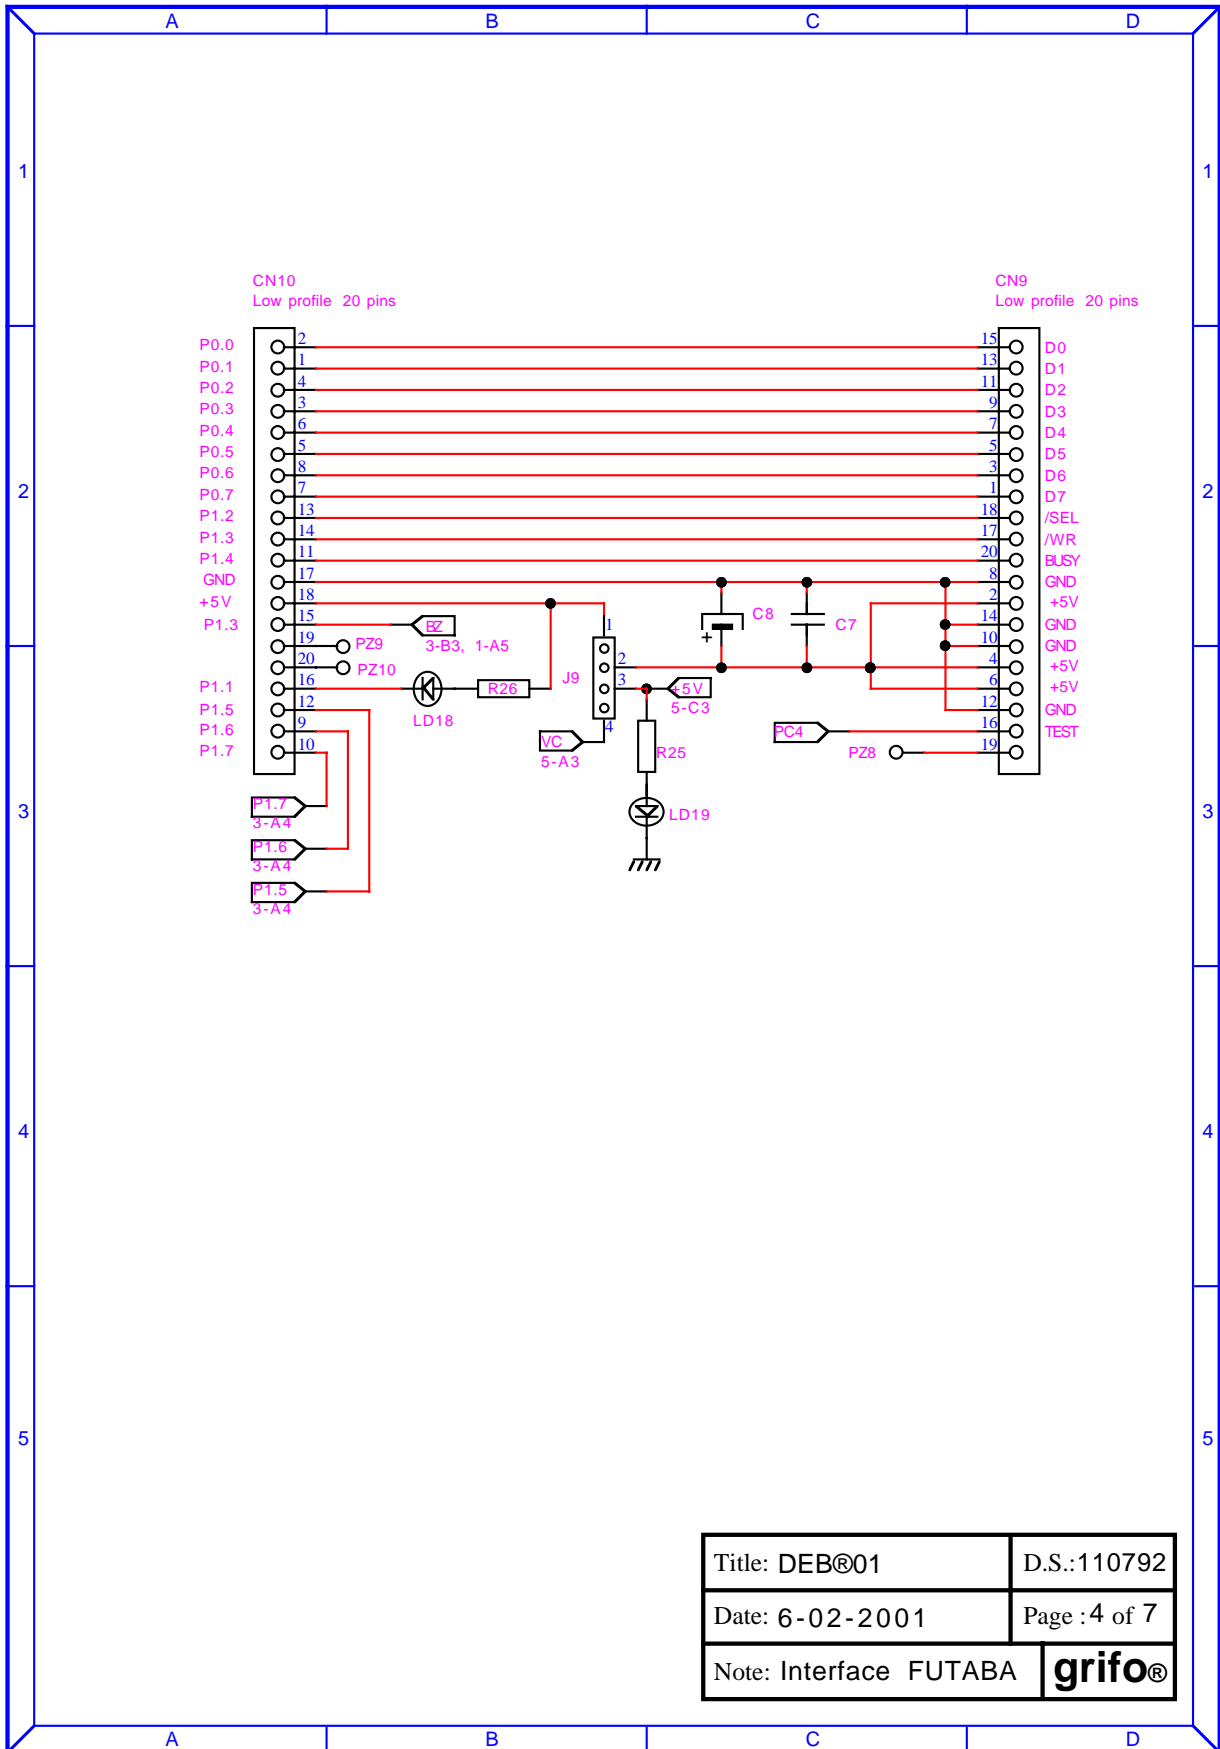 A B C D
1 1
CN10
Low profile 20 pins
CN9
Low profile 20 pins
P0.0 2 15 D0
P0.1 1 13 D1
P0.2 4 11 D2
P0.3 3 9 D3
P0.4 6 7 D4
P0.5 5 5 D5
P0.6 8 3 D6
2 2
P0.7 7 1 D7
P1.2 13 18 /SEL
P1.3 14 17 /WR
P1.4 11 20 BUSY
GND 17 8 GND
+5V 18 2 +5V
P1.3 15 BZ 1 + C8 C7 14 GND
3-B3, 1-A5
19 PZ9 10 GND
20 PZ10 2 4 +5V
P1.1 16 R26 J9 3 +5V 6 +5V
5-C3
P1.5 12 LD18 12 GND
P1.6 9 4 PC4 16 TEST
VC
5-A3
P1.7 10 R25 PZ8 19
3 3
P1.7
3-A4
LD19
P1.6
3-A4
P1.5
3-A4
4 4
5 5
Title: DEB®01 D.S.:110792
Date: 6-02-2001 Page : 4 of 7
Note: Interface FUTABA grifo®
A B C D